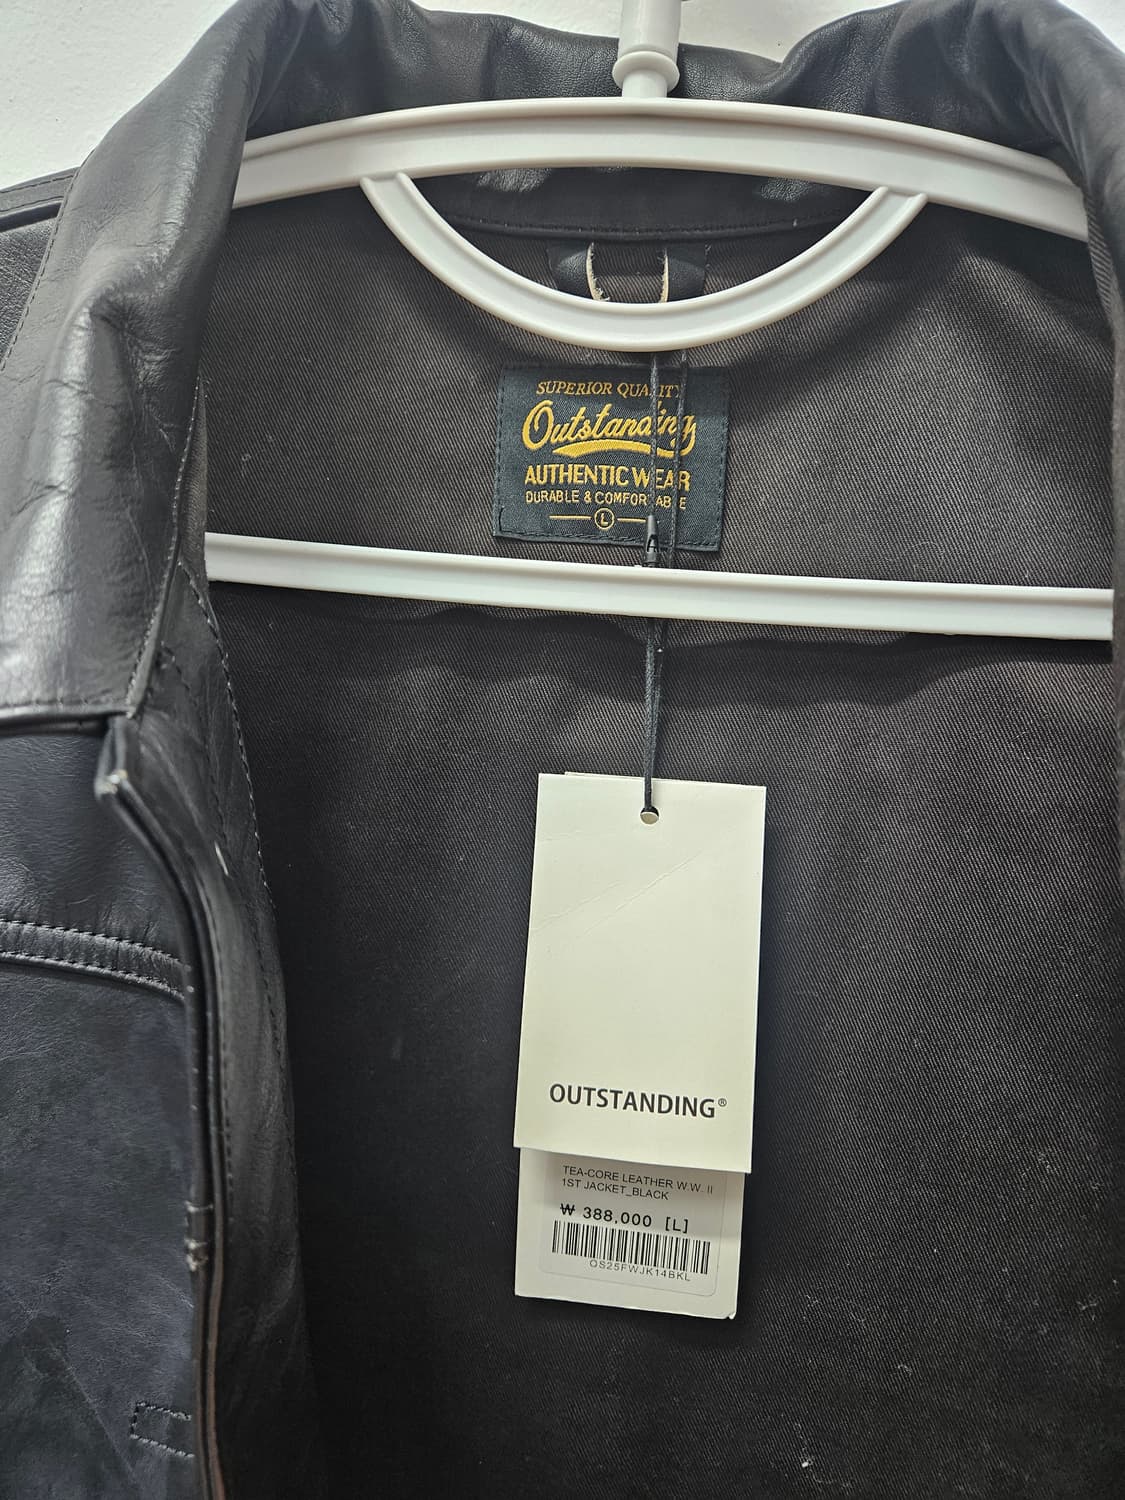 SUPERIOR QUALITY
Outstanding
AUTHENTIC WEAR
DURABLE & COMFORTABLE
L
OUTSTANDING®
TEA-CORE LEATHER W.W. II
1ST JACKET_BLACK
₩ 388,000 [L]
OS25FWJK14BKL